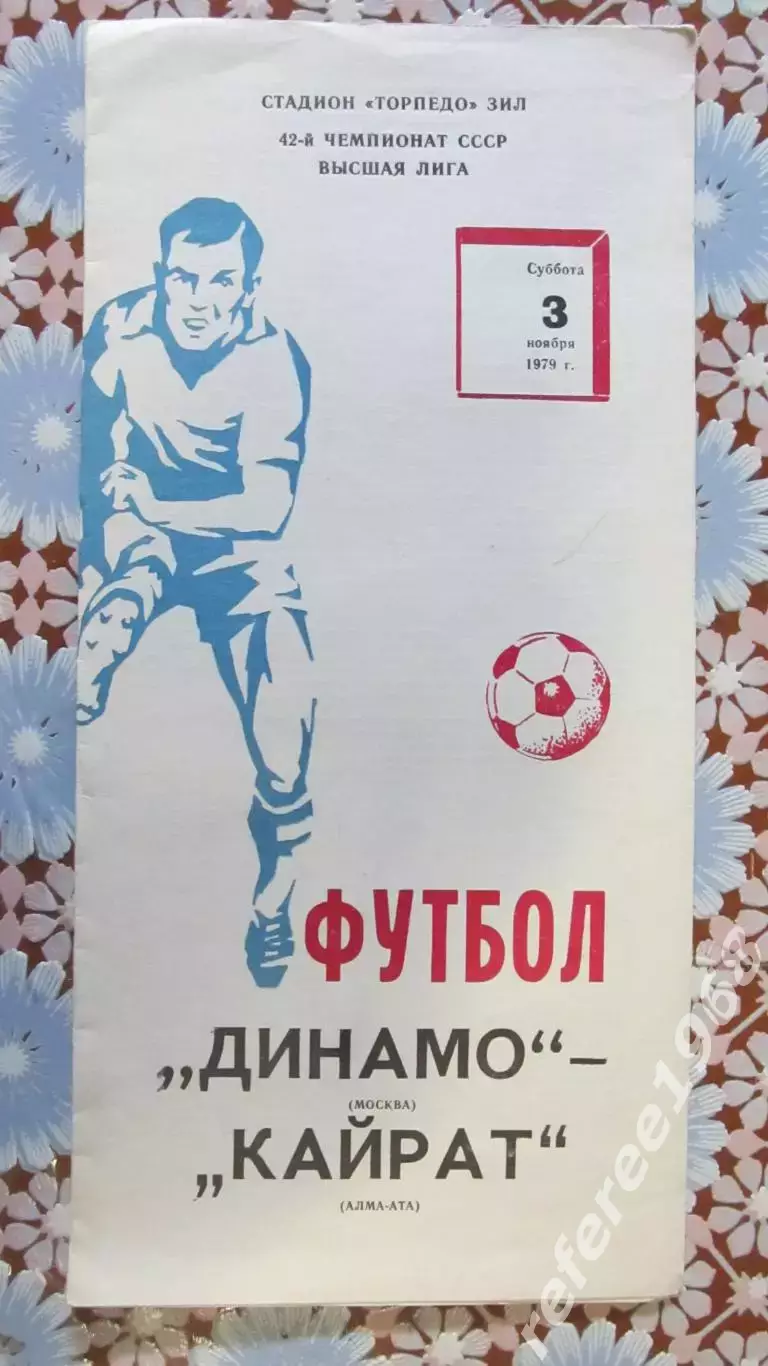 СТАДИОН «ТОРПЕДО» ЗИЛ
42-й ЧЕМПИОНАТ СССР
ВЫСШАЯ ЛИГА
Суббота
3
ноября
1979 г.
ФУТБОЛ
„ДИНАМО“ –
(МОСКВА)
„КАЙРАТ“
(АЛМА-АТА)
referee1968